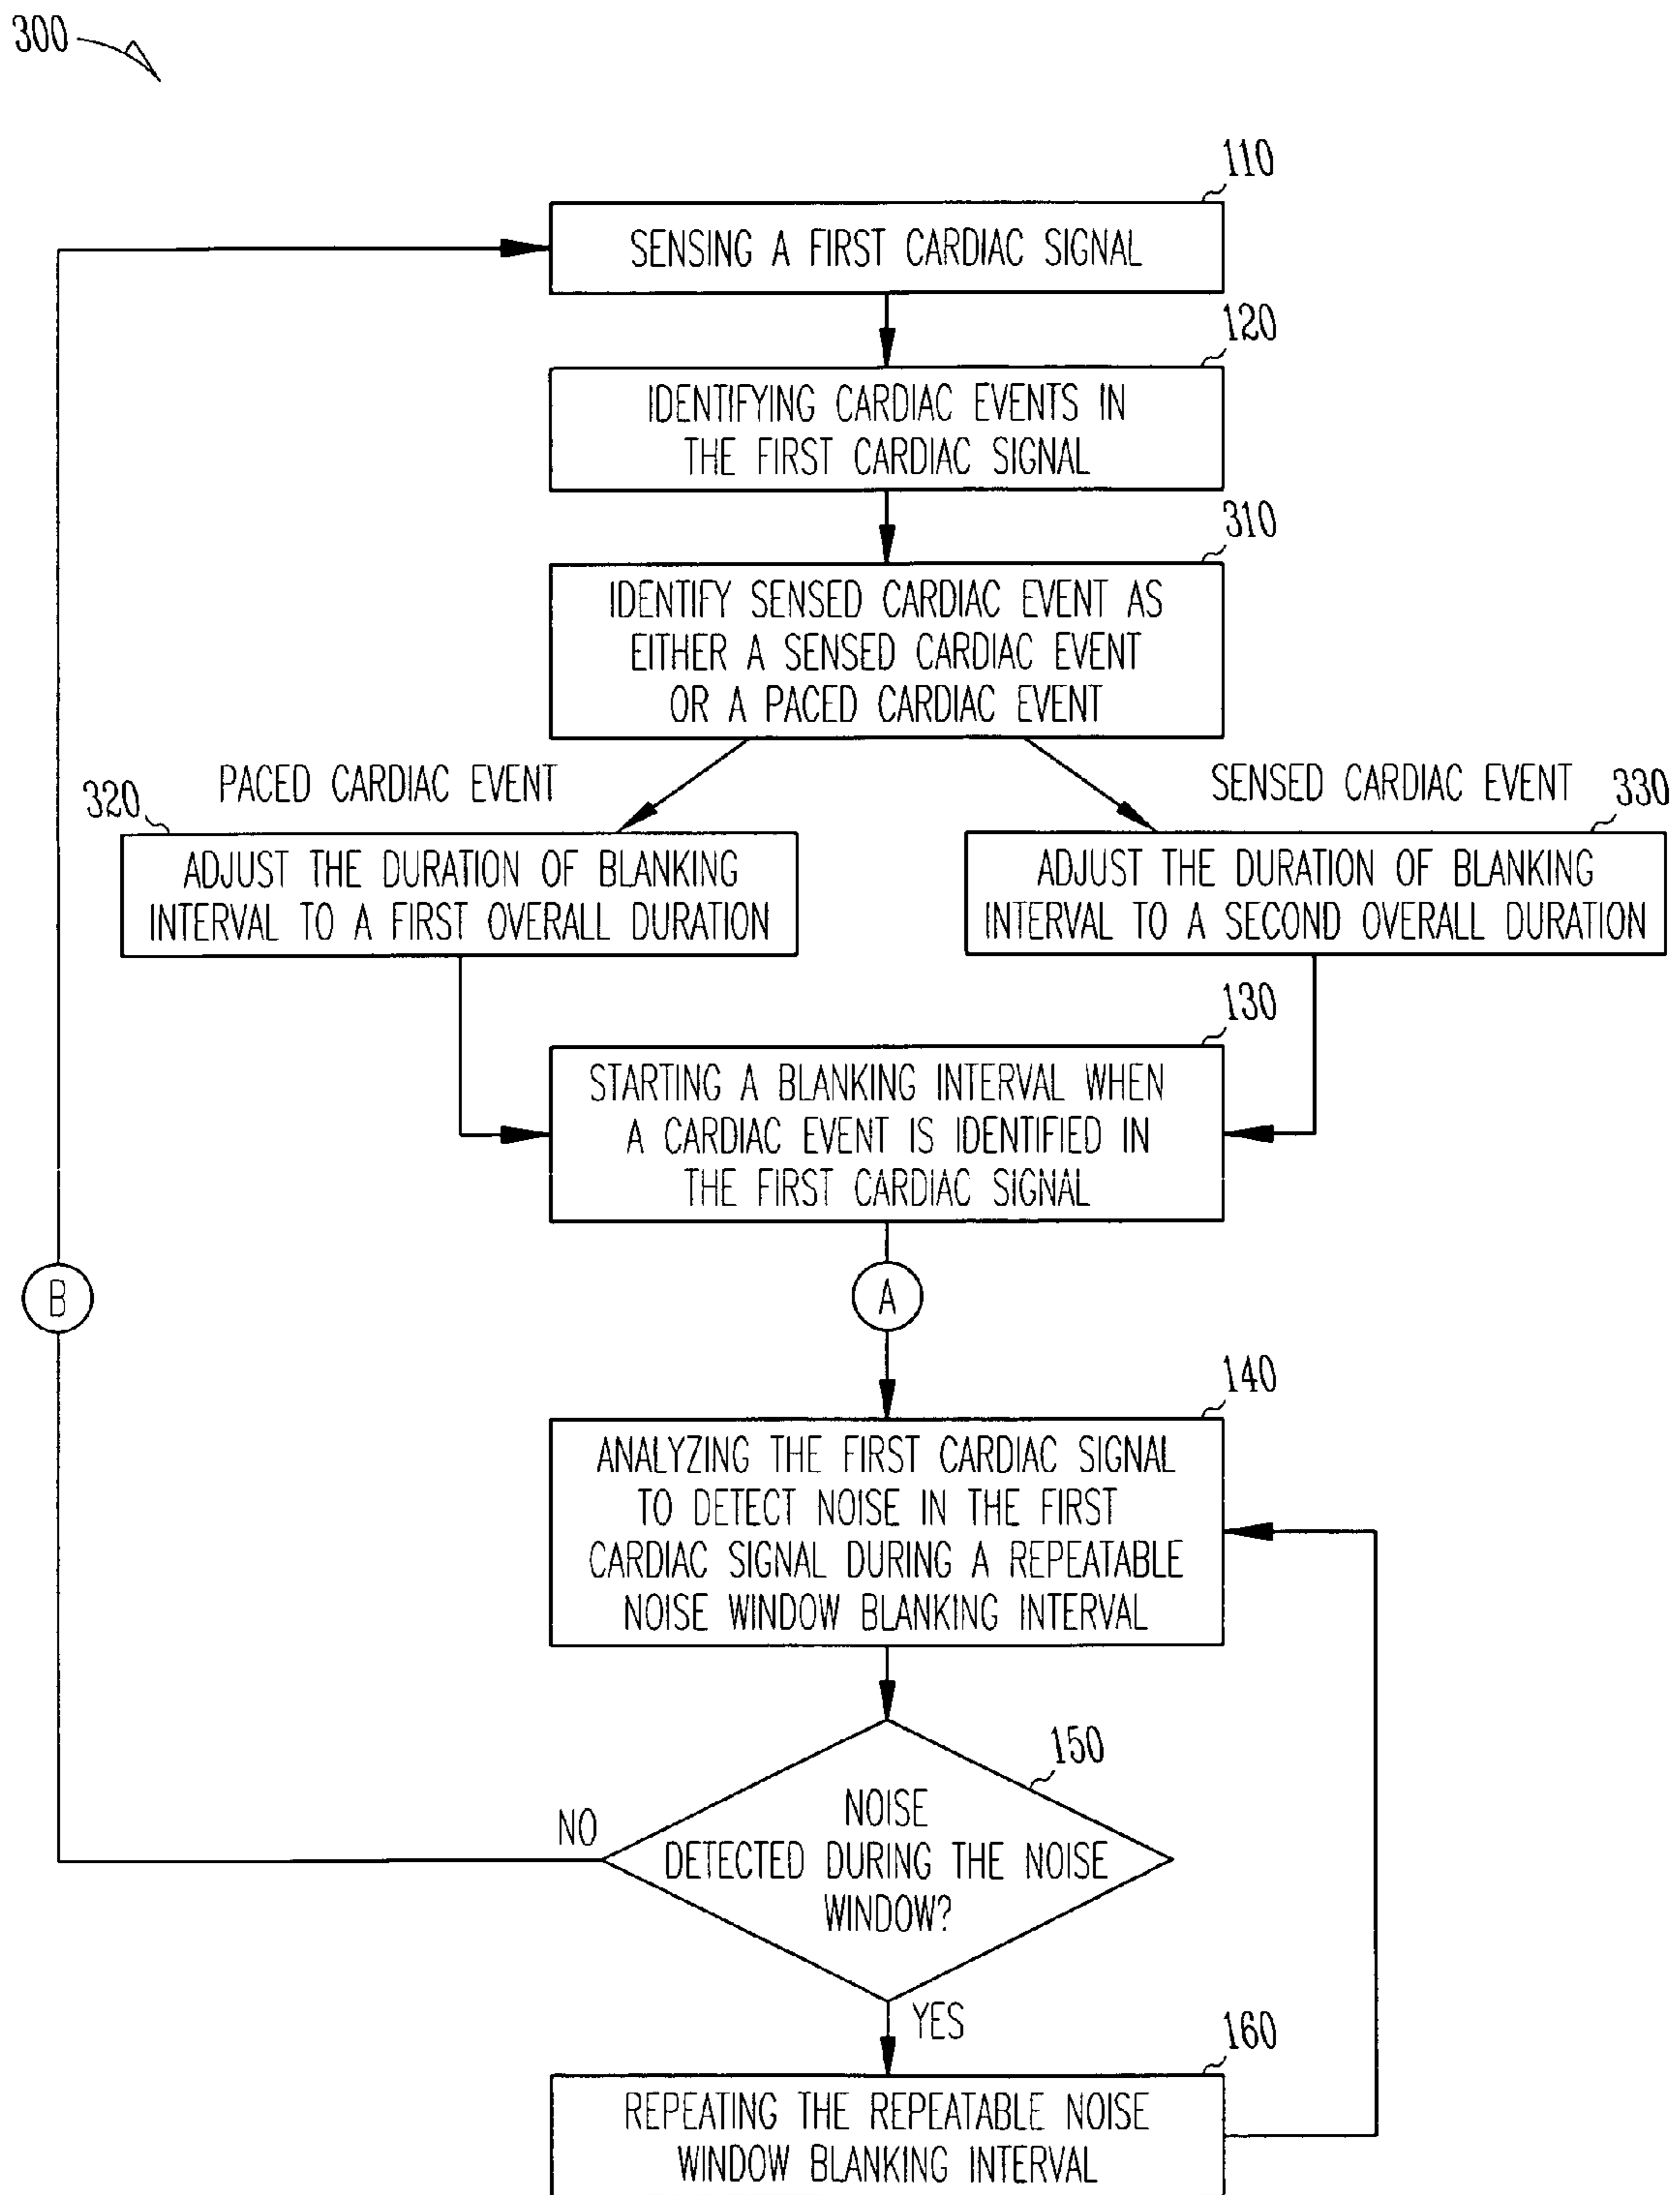 300
110
SENSING A FIRST CARDIAC SIGNAL
120
IDENTIFYING CARDIAC EVENTS IN
THE FIRST CARDIAC SIGNAL
310
IDENTIFY SENSED CARDIAC EVENT AS
EITHER A SENSED CARDIAC EVENT
OR A PACED CARDIAC EVENT
PACED CARDIAC EVENT
SENSED CARDIAC EVENT
320
330
ADJUST THE DURATION OF BLANKING
INTERVAL TO A FIRST OVERALL DURATION
ADJUST THE DURATION OF BLANKING
INTERVAL TO A SECOND OVERALL DURATION
130
STARTING A BLANKING INTERVAL WHEN
A CARDIAC EVENT IS IDENTIFIED IN
THE FIRST CARDIAC SIGNAL
B
A
140
ANALYZING THE FIRST CARDIAC SIGNAL
TO DETECT NOISE IN THE FIRST
CARDIAC SIGNAL DURING A REPEATABLE
NOISE WINDOW BLANKING INTERVAL
150
NOISE
DETECTED DURING THE NOISE
WINDOW?
NO
YES
160
REPEATING THE REPEATABLE NOISE
WINDOW BLANKING INTERVAL